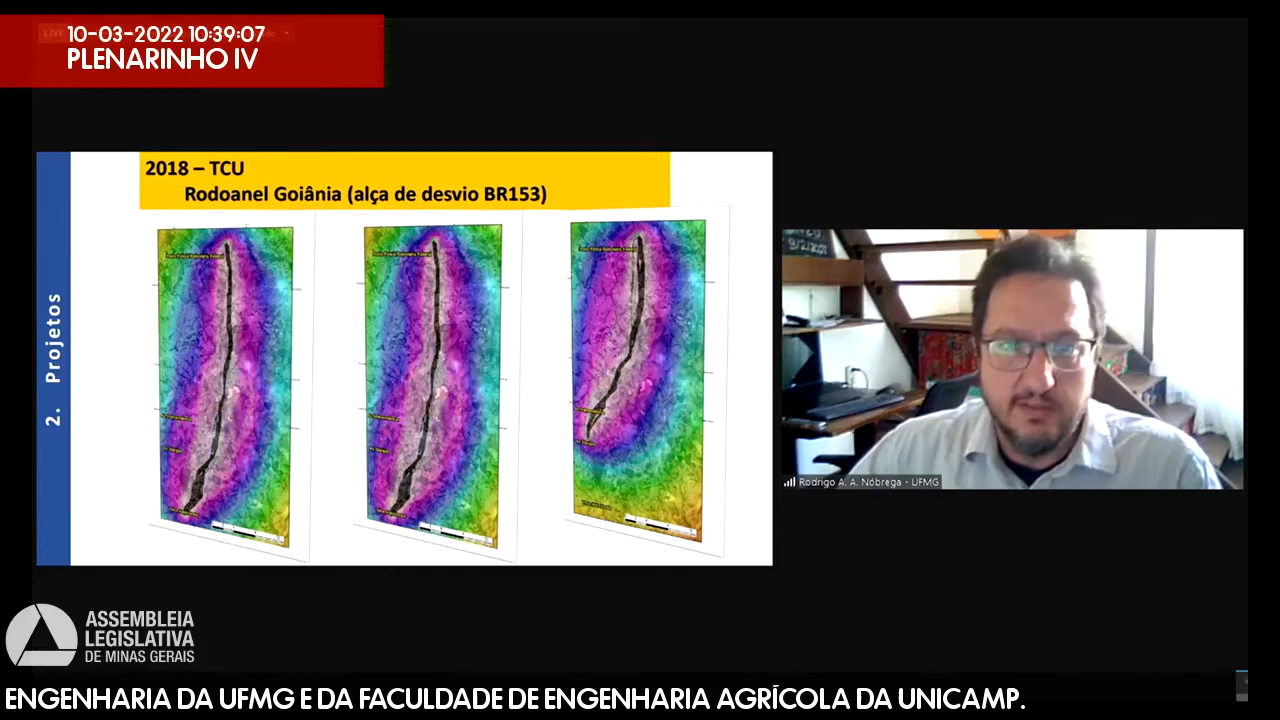 LIVE
10-03-2022 10:39:07
PLENARINHO IV
2018 – TCU
Rodoanel Goiânia (alça de desvio BR153)
2. Projetos
Rodrigo A. A. Nóbrega - UFMG
ASSEMBLEIA
LEGISLATIVA
DE MINAS GERAIS
ENGENHARIA DA UFMG E DA FACULDADE DE ENGENHARIA AGRÍCOLA DA UNICAMP.